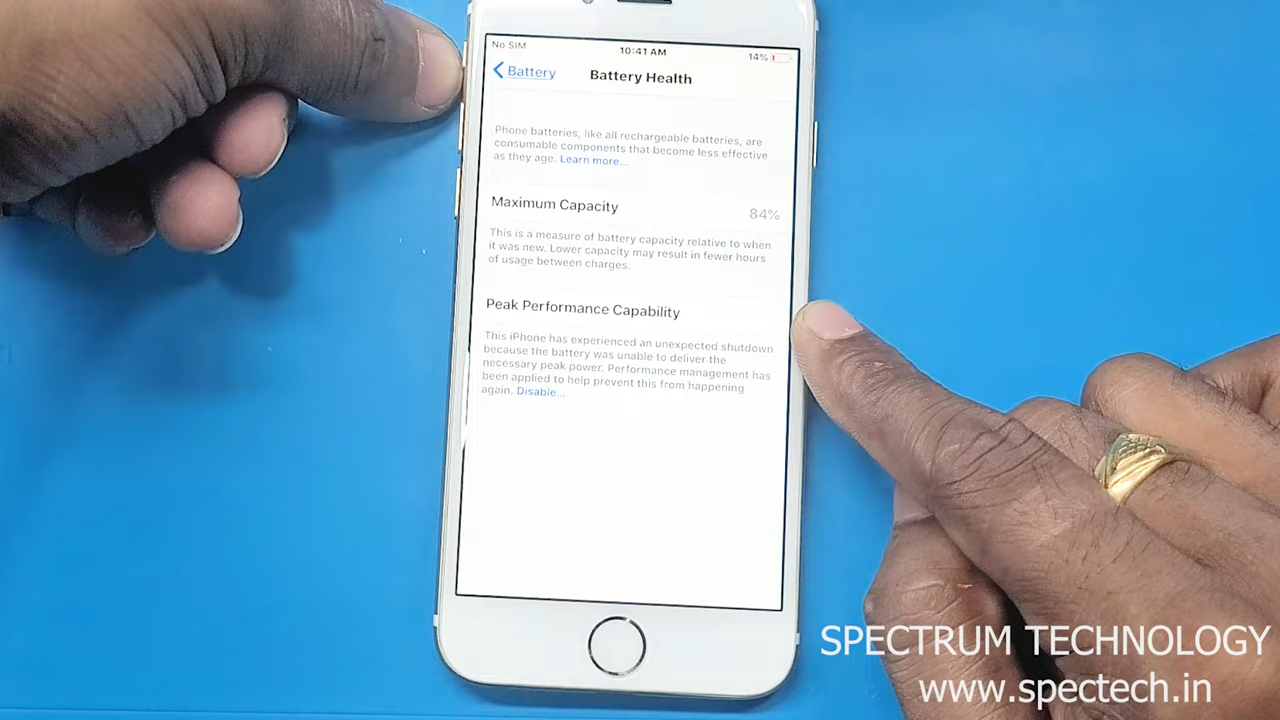 No SIM 10:41 AM 14%
Battery Battery Health
Phone batteries, like all rechargeable batteries, are
consumable components that become less effective
as they age. Learn more...
Maximum Capacity 84%
This is a measure of battery capacity relative to when
it was new. Lower capacity may result in fewer hours
of usage between charges.
Peak Performance Capability
This iPhone has experienced an unexpected shutdown
because the battery was unable to deliver the
necessary peak power. Performance management has
been applied to help prevent this from happening
again. Disable...
SPECTRUM TECHNOLOGY
www.spectech.in